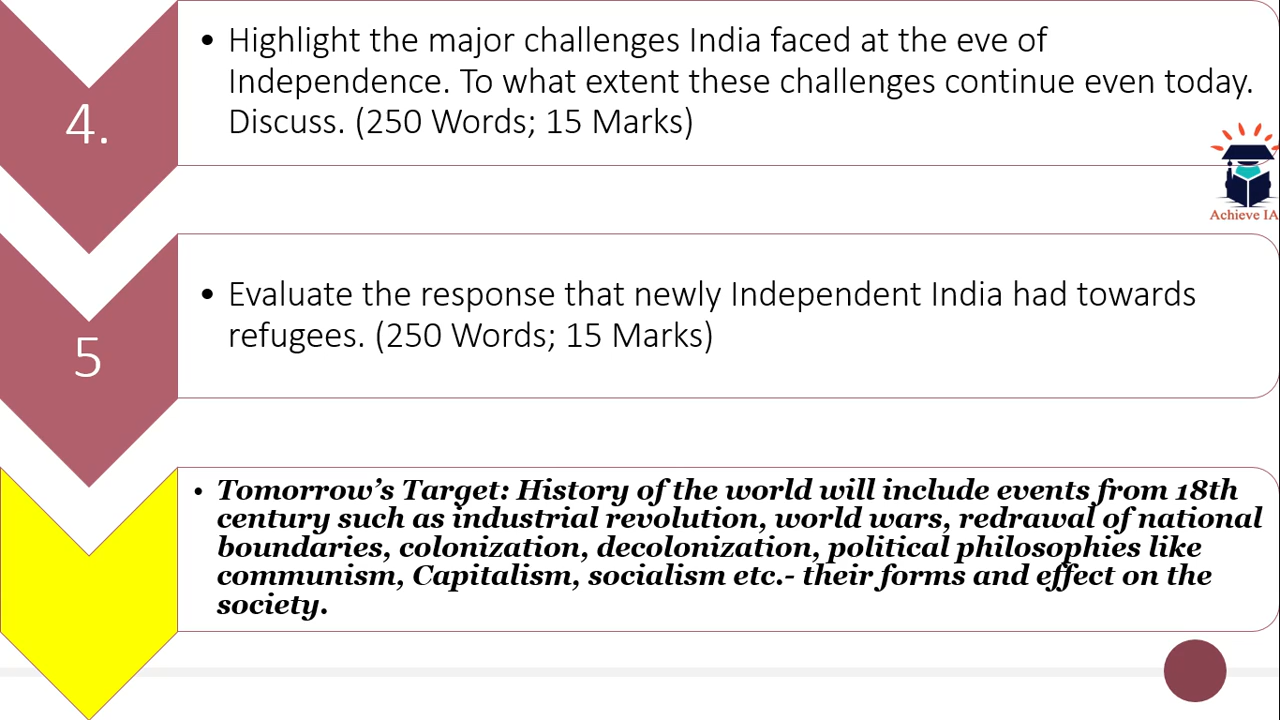 4.
• Highlight the major challenges India faced at the eve of
Independence. To what extent these challenges continue even today.
Discuss. (250 Words; 15 Marks)
Achieve IA
5
• Evaluate the response that newly Independent India had towards
refugees. (250 Words; 15 Marks)
• Tomorrow's Target: History of the world will include events from 18th
century such as industrial revolution, world wars, redrawal of national
boundaries, colonization, decolonization, political philosophies like
communism, Capitalism, socialism etc.- their forms and effect on the
society.